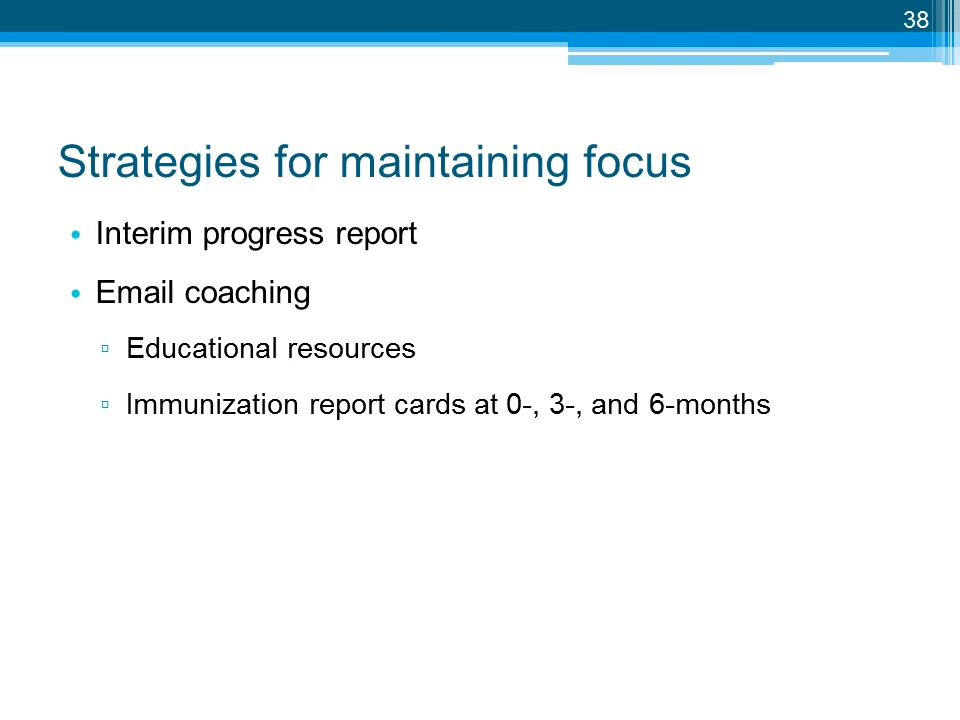 38
Strategies for maintaining focus
• Interim progress report
• Email coaching
▫ Educational resources
▫ Immunization report cards at 0-, 3-, and 6-months